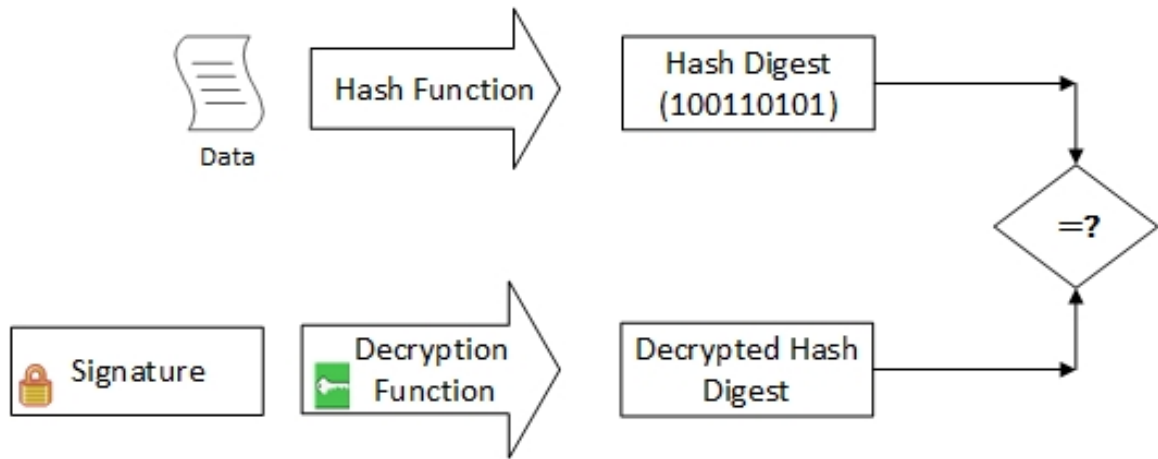 Hash Function
Hash Digest
(100110101)
Data
=?
Signature
Decryption
Function
Decrypted Hash
Digest